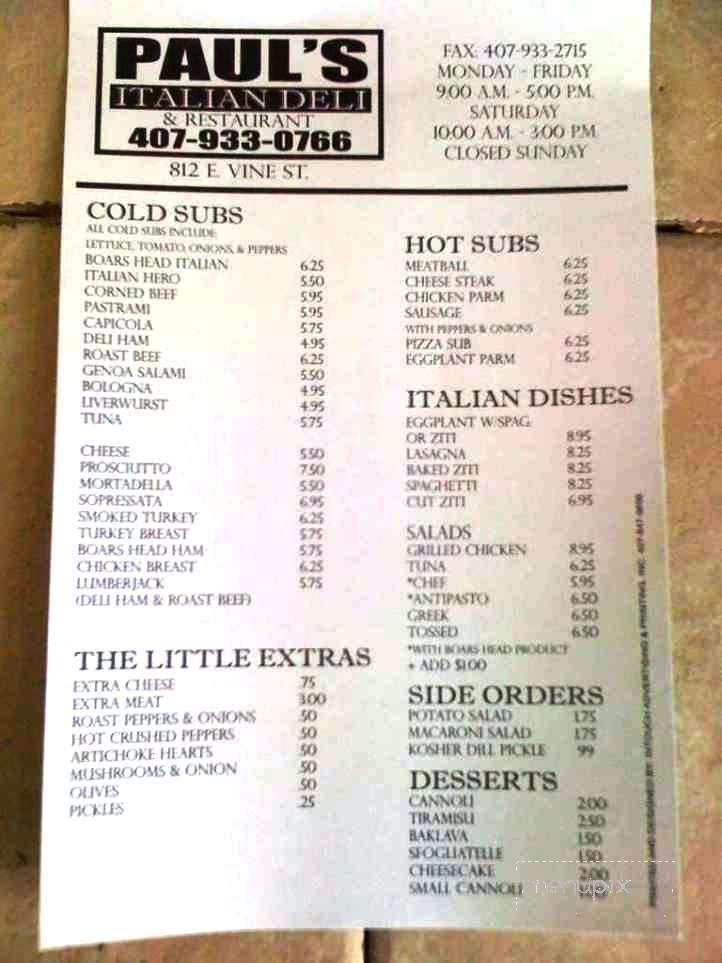 PAUL'S
ITALIAN DELI
& RESTAURANT
407-933-0766
812 E. VINE ST.
FAX: 407-933-2715
MONDAY - FRIDAY
9:00 A.M. - 5:00 P.M.
SATURDAY
10:00 A.M. - 3:00 P.M.
CLOSED SUNDAY
COLD SUBS
ALL COLD SUBS INCLUDE:
LETTUCE, TOMATO, ONIONS, & PEPPERS
BOARS HEAD ITALIAN 6.25
ITALIAN HERO 5.50
CORNED BEEF 5.95
PASTRAMI 5.95
CAPICOLA 5.75
DELI HAM 4.95
ROAST BEEF 6.25
GENOA SALAMI 5.50
BOLOGNA 4.95
LIVERWURST 4.95
TUNA 5.75
CHEESE 5.50
PROSCIUTTO 7.50
MORTADELLA 5.50
SOPRESSATA 6.95
SMOKED TURKEY 6.25
TURKEY BREAST 5.75
BOARS HEAD HAM 5.75
CHICKEN BREAST 6.25
LUMBERJACK 5.75
(DELI HAM & ROAST BEEF)
THE LITTLE EXTRAS
EXTRA CHEESE .75
EXTRA MEAT 3.00
ROAST PEPPERS & ONIONS .50
HOT CRUSHED PEPPERS .50
ARTICHOKE HEARTS .50
MUSHROOMS & ONION .50
OLIVES .50
PICKLES .25
HOT SUBS
MEATBALL 6.25
CHEESE STEAK 6.25
CHICKEN PARM 6.25
SAUSAGE 6.25
WITH PEPPERS & ONIONS
PIZZA SUB 6.25
EGGPLANT PARM 6.25
ITALIAN DISHES
EGGPLANT W/SPAG.
OR ZITI 8.95
LASAGNA 8.25
BAKED ZITI 8.25
SPAGHETTI 8.25
CUT ZITI 6.95
SALADS
GRILLED CHICKEN 8.95
TUNA 6.25
*CHEF 5.95
*ANTIPASTO 6.50
GREEK 6.50
TOSSED 6.50
*WITH BOARS HEAD PRODUCT
+ ADD $1.00
SIDE ORDERS
POTATO SALAD 1.75
MACARONI SALAD 1.75
KOSHER DILL PICKLE .99
DESSERTS
CANNOLI 2.00
TIRAMISU 2.50
BAKLAVA 1.50
SFOGLIATELLE 1.50
CHEESECAKE 2.00
SMALL CANNOLI
menupix
PRINTED AND DESIGNED BY: INTOUCH ADVERTISING & PRINTING, INC.